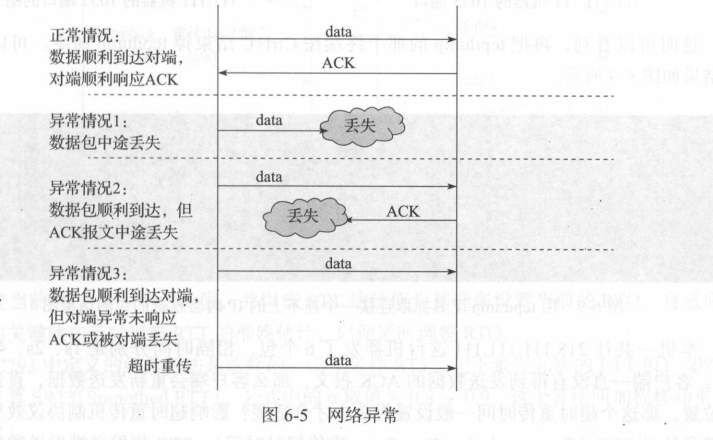 正常情况：
数据顺利到达对端，
对端顺利响应ACK
data
ACK
异常情况1：
数据包中途丢失
data
丢失
异常情况2：
数据包顺利到达，但
ACK报文中途丢失
data
丢失
ACK
异常情况3：
数据包顺利到达对端，
但对端异常未响应
ACK或被对端丢失
data
超时重传
data
图 6-5 网络异常